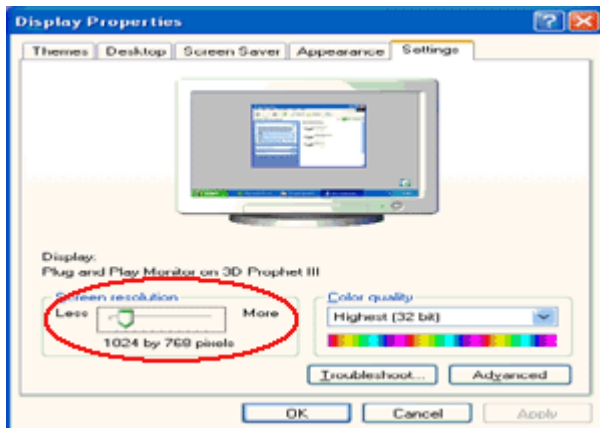 Display Properties
Themes Desktop Screen Saver Appearance Settings
Display:
Plug and Play Monitor on 3D Prophet III
Screen resolution
Less More
1024 by 768 pixels
Color quality
Highest (32 bit)
Troubleshoot... Advanced
OK Cancel Apply